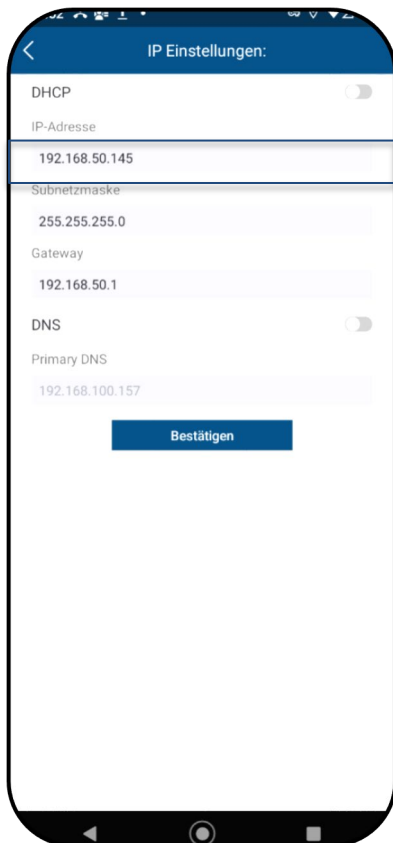 IP Einstellungen:
DHCP
IP-Adresse
192.168.50.145
Subnetzmaske
255.255.255.0
Gateway
192.168.50.1
DNS
Primary DNS
192.168.100.157
Bestätigen